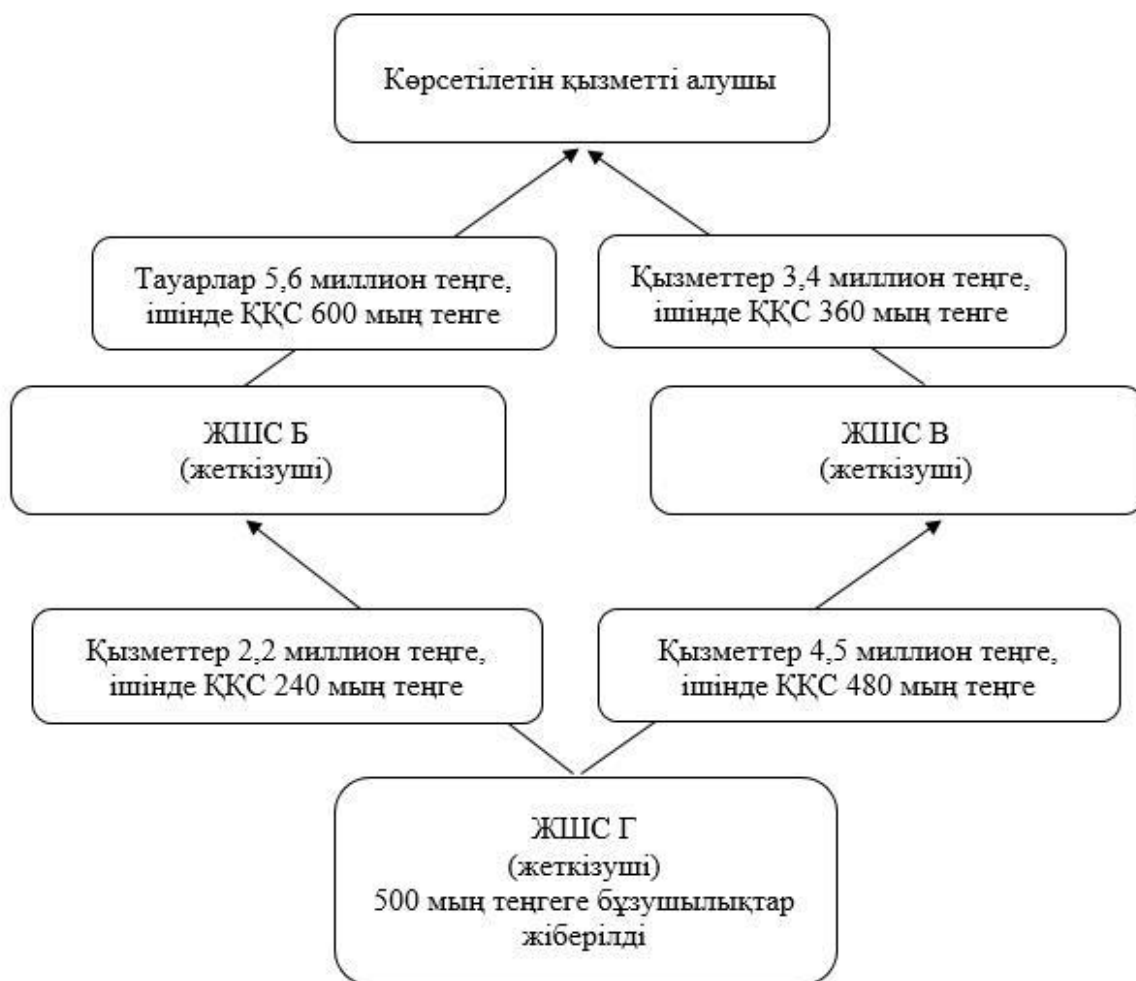 Көрсетілетін қызметті алушы
Тауарлар 5,6 миллион теңге,
ішінде ҚҚС 600 мың тенге
Қызметтер 3,4 миллион теңге,
ішінде ҚҚС 360 мың тенге
ЖШС Б
(жеткізуші)
ЖШС В
(жеткізуші)
Қызметтер 2,2 миллион теңге,
ішінде ҚҚС 240 мың теңге
Қызметтер 4,5 миллион теңге,
ішінде ҚҚС 480 мың теңге
ЖШС Г
(жеткізуші)
500 мың теңгеге бұзушылықтар
жіберілді